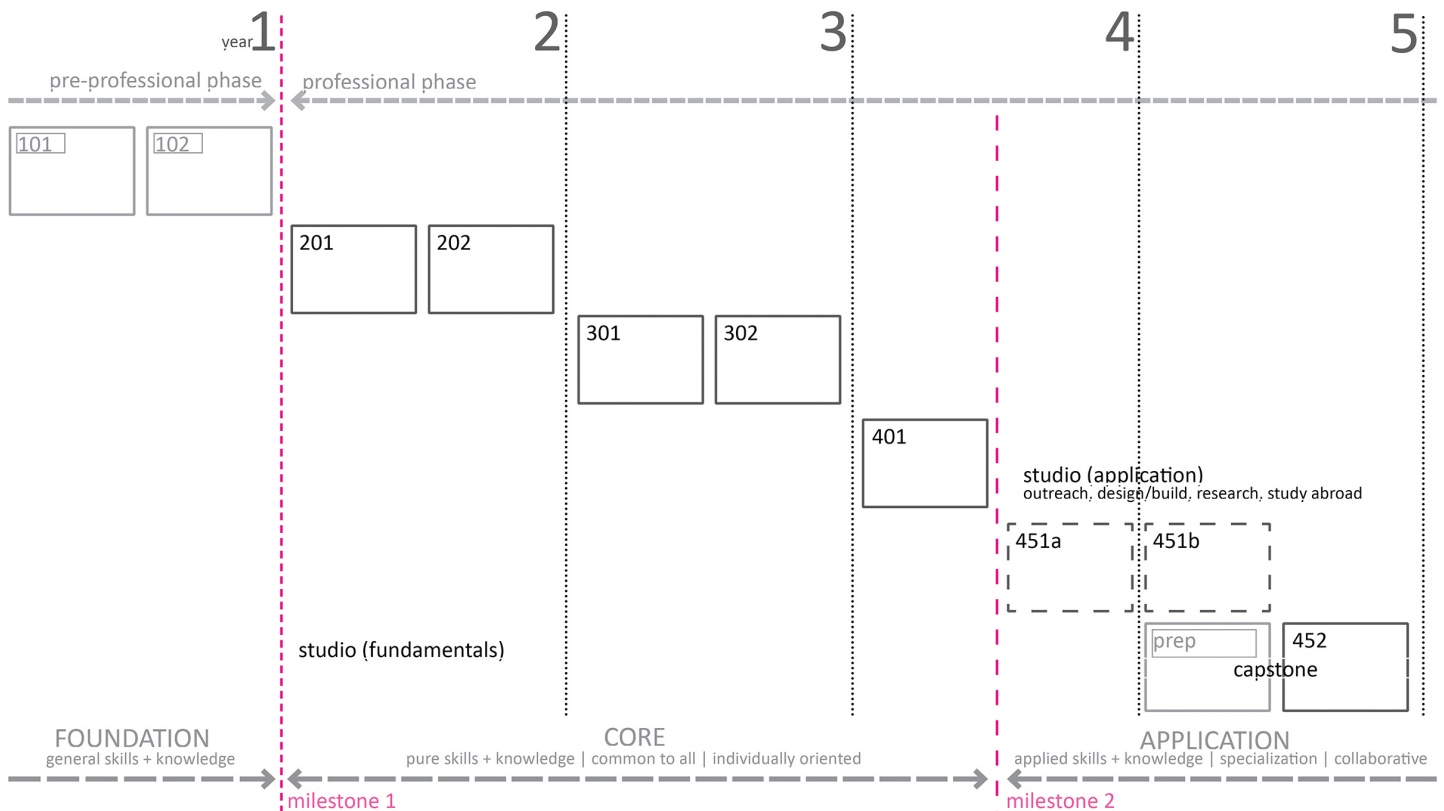 year 1
2
3
4
5
pre-professional phase
professional phase
101
102
201
202
301
302
401
studio (application)
outreach, design/build, research, study abroad
451a
451b
studio (fundamentals)
prep
452
capstone
FOUNDATION
general skills + knowledge
CORE
pure skills + knowledge | common to all | individually oriented
APPLICATION
applied skills + knowledge | specialization | collaborative
milestone 1
milestone 2